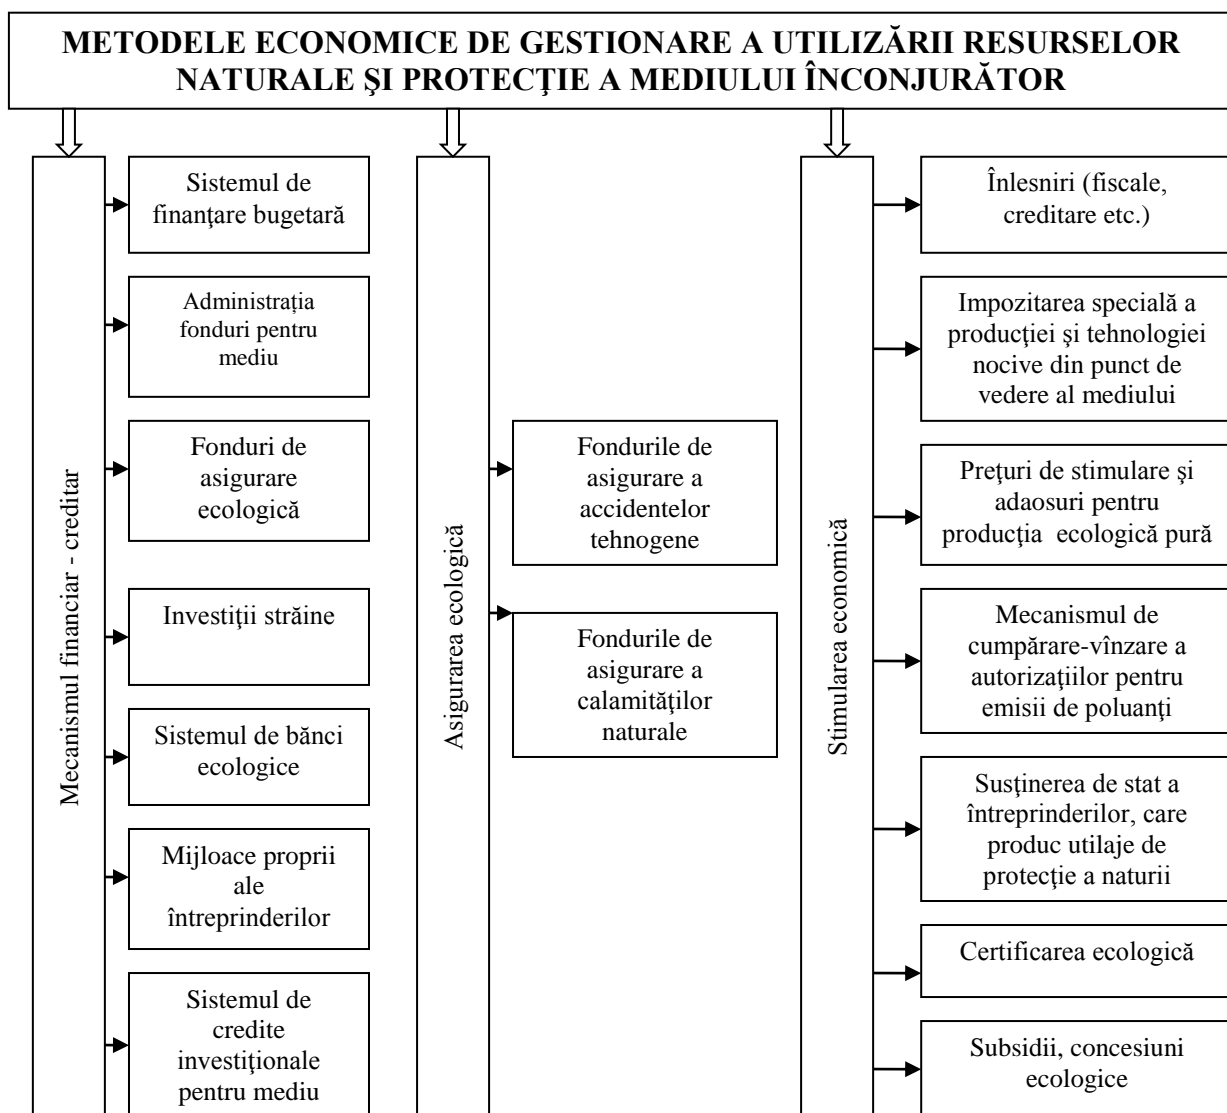 METODELE ECONOMICE DE GESTIONARE A UTILIZĂRII RESURSELOR
NATURALE ŞI PROTECŢIE A MEDIULUI ÎNCONJURĂTOR
Mecanismul financiar - creditar
Sistemul de
finanţare bugetară
Administrația
fonduri pentru
mediu
Fonduri de
asigurare
ecologică
Investiţii străine
Sistemul de bănci
ecologice
Mijloace proprii
ale
întreprinderilor
Sistemul de
credite
investiţionale
pentru mediu
Asigurarea ecologică
Fondurile de
asigurare a
accidentelor
tehnogene
Fondurile de
asigurare a
calamităţilor
naturale
Stimularea economică
Înlesniri (fiscale,
creditare etc.)
Impozitarea specială a
producţiei şi tehnologiei
nocive din punct de
vedere al mediului
Preţuri de stimulare şi
adaosuri pentru
producţia ecologică pură
Mecanismul de
cumpărare-vînzare a
autorizaţiilor pentru
emisii de poluanţi
Susţinerea de stat a
întreprinderilor, care
produc utilaje de
protecţie a naturii
Certificarea ecologică
Subsidii, concesiuni
ecologice